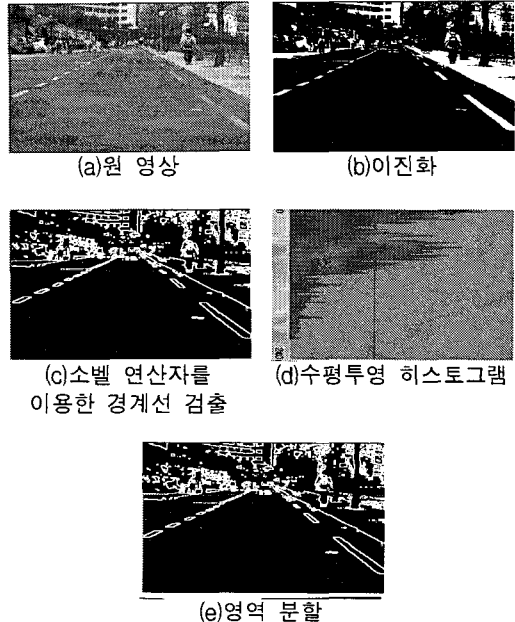 (a)원 영상
(b)이진화
(c)소벨 연산자를
이용한 경계선 검출
(d)수평투영 히스토그램
(e)영역 분할